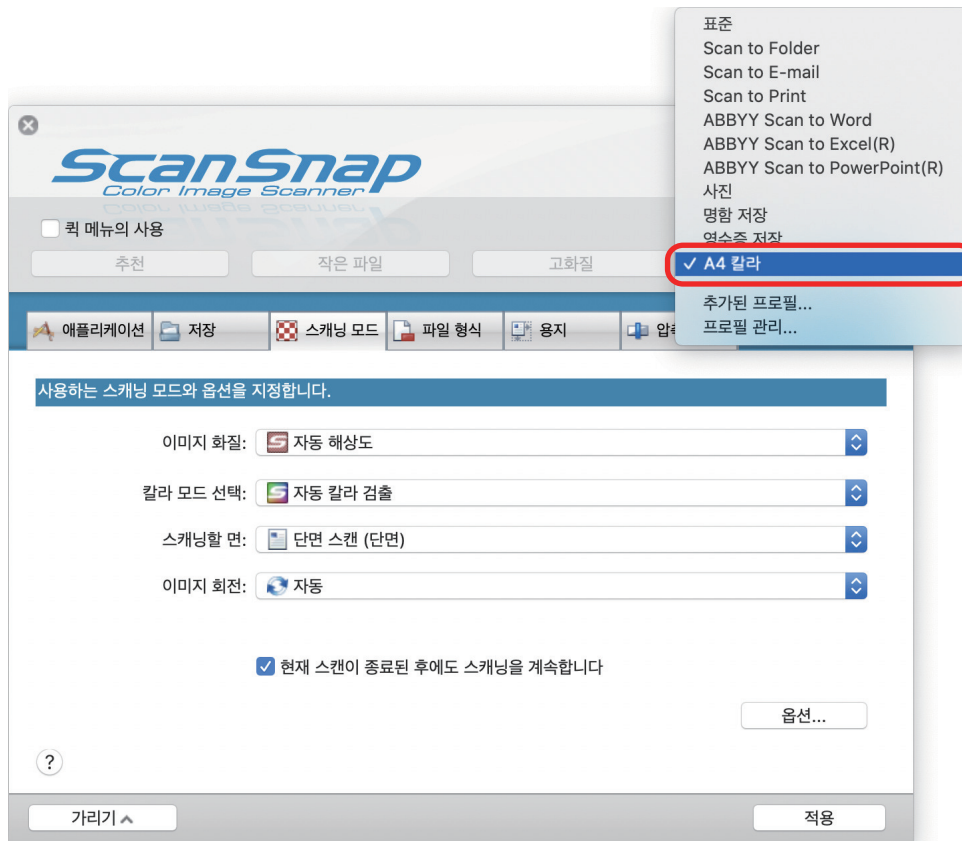 표준
Scan to Folder
Scan to E-mail
Scan to Print
ABBYY Scan to Word
ABBYY Scan to Excel(R)
ABBYY Scan to PowerPoint(R)
사진
명함 저장
영수증 저장
✓ A4 칼라
추가된 프로필...
프로필 관리...
ScanSnap
Color Image Scanner
퀵 메뉴의 사용
추천 작은 파일 고화질
애플리케이션 저장 스캐닝 모드 파일 형식 용지
사용하는 스캐닝 모드와 옵션을 지정합니다.
이미지 화질: 자동 해상도
칼라 모드 선택: 자동 칼라 검출
스캐닝할 면: 단면 스캔 (단면)
이미지 회전: 자동
현재 스캔이 종료된 후에도 스캐닝을 계속합니다
옵션...
?
가리기 적용